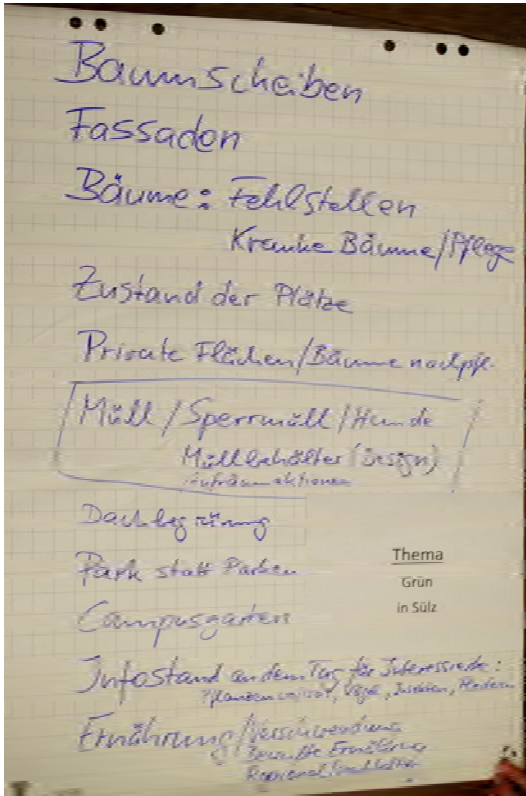 Baumscheiben
Fassaden
Bäume: Fehlstellen
Kranke Bäume/Pflege
Zustand der Plätze
Private Flächen/Bäume nachpfl.
Müll/Sperrmüll/Hunde
Müllbehälter (Design)
Aufräumaktionen
Dachbegrünung
Park statt Parken
Campusgarten
Thema
Grün
in Sülz
Infostand an dem Tag für Interessierte:
Vögel, Insekten,
Ernährung/Verschwendung
Bewußte Ernährung